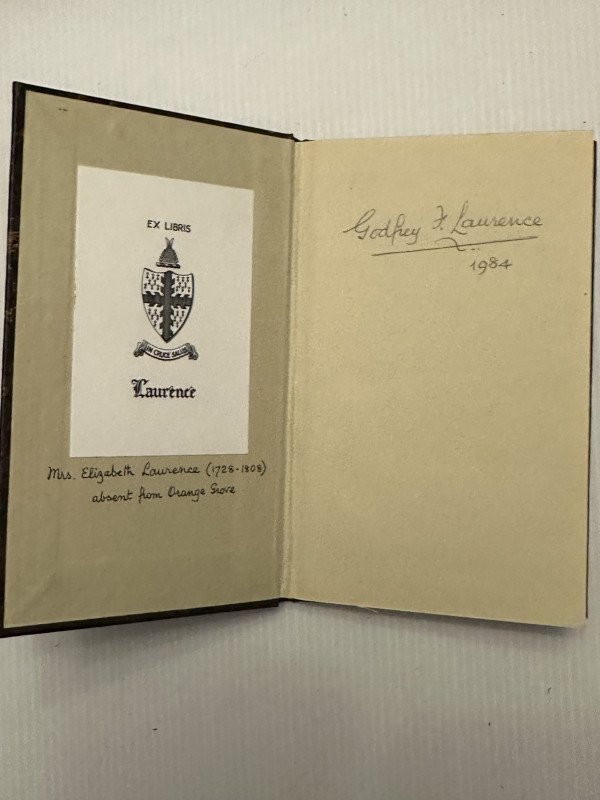 EX LIBRIS
IN CRUCE SALUS
Laurence
Mrs. Elizabeth Laurence (1728-1808)
absent from Orange Grove
Godfrey F. Laurence
1984